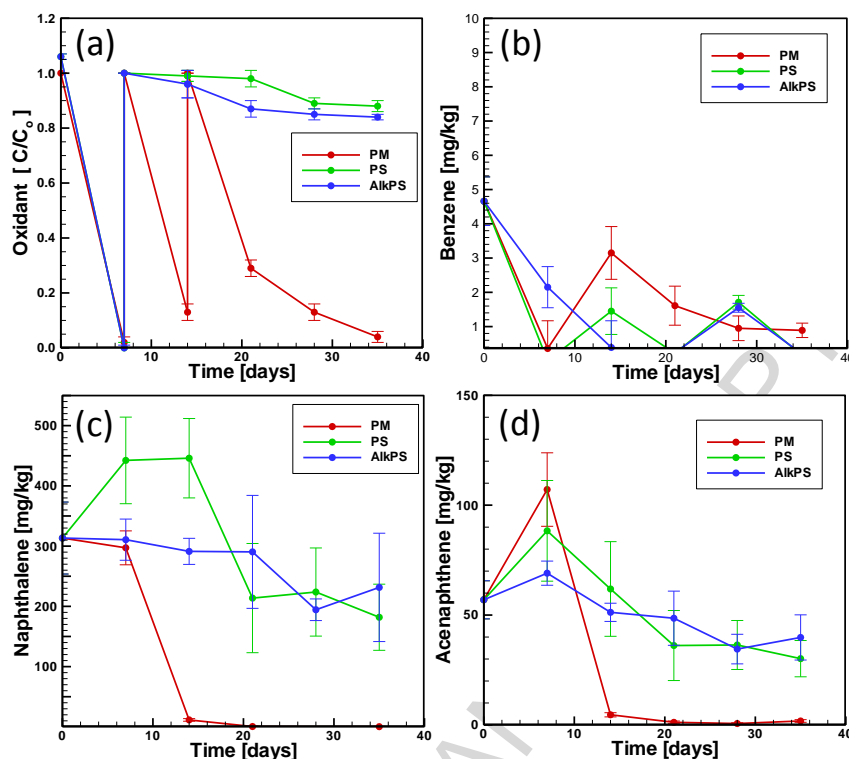 (a)
Oxidant [ C/Co ]
1.2
1.0
0.8
0.6
0.4
0.2
0.0
0 10 20 30 40
Time [days]
PM
PS
AlkPS
(b)
Benzene [mg/kg]
10
9
8
7
6
5
4
3
2
1
0 10 20 30 40
Time [days]
PM
PS
AlkPS
(c)
Naphthalene [mg/kg]
500
400
300
200
100
0 10 20 30 40
Time [days]
PM
PS
AlkPS
(d)
Acenaphthene [mg/kg]
150
100
50
0
0 10 20 30 40
Time [days]
PM
PS
AlkPS